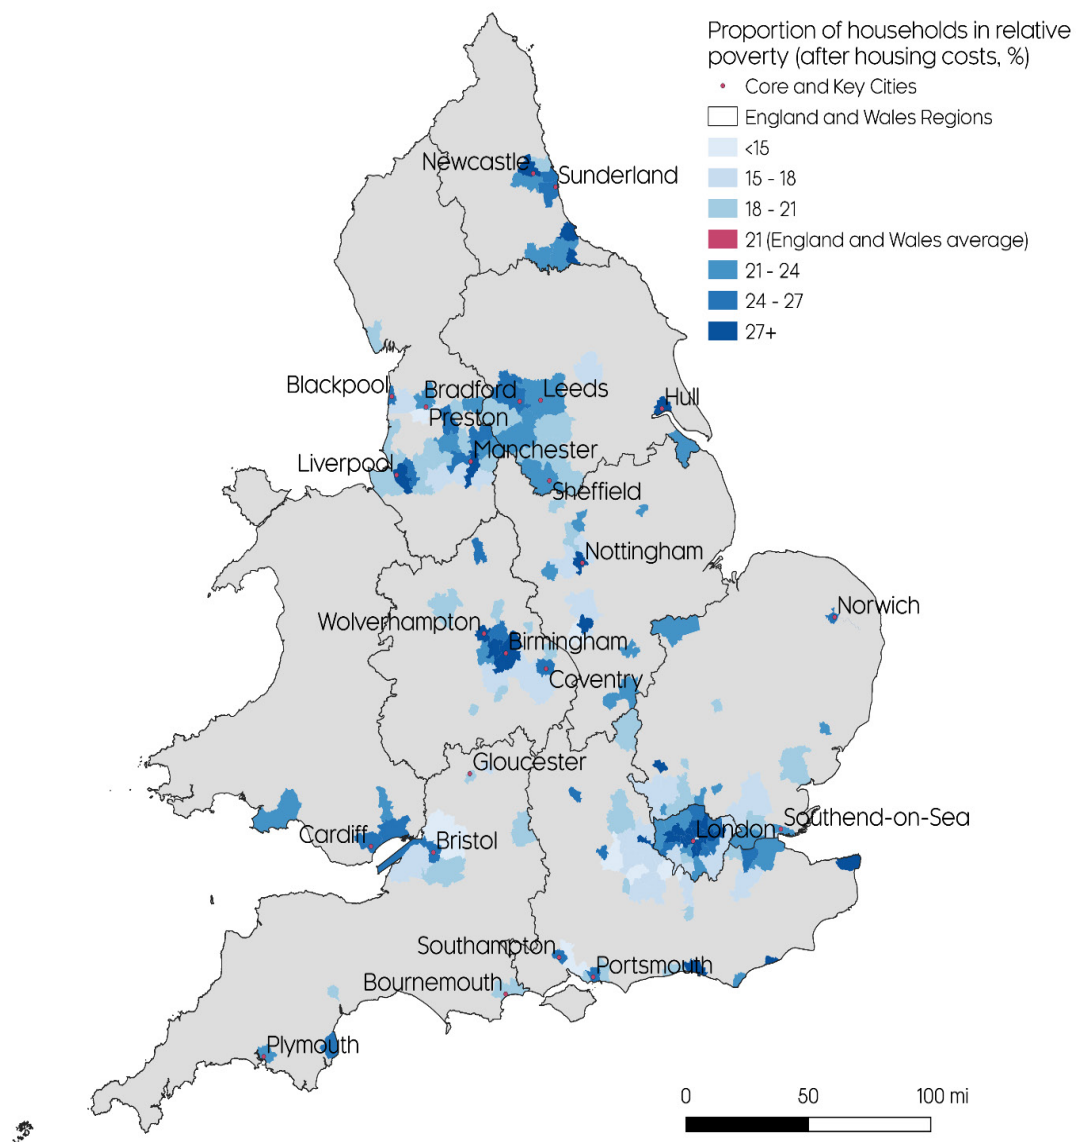 Proportion of households in relative
poverty (after housing costs, %)
Core and Key Cities
England and Wales Regions
<15
15 - 18
18 - 21
21 (England and Wales average)
21 - 24
24 - 27
27+
Newcastle
Sunderland
Blackpool
Bradford
Leeds
Hull
Preston
Manchester
Liverpool
Sheffield
Nottingham
Norwich
Wolverhampton
Birmingham
Coventry
Gloucester
Southend-on-Sea
London
Cardiff
Bristol
Southampton
Portsmouth
Bournemouth
Plymouth
0 50 100 mi